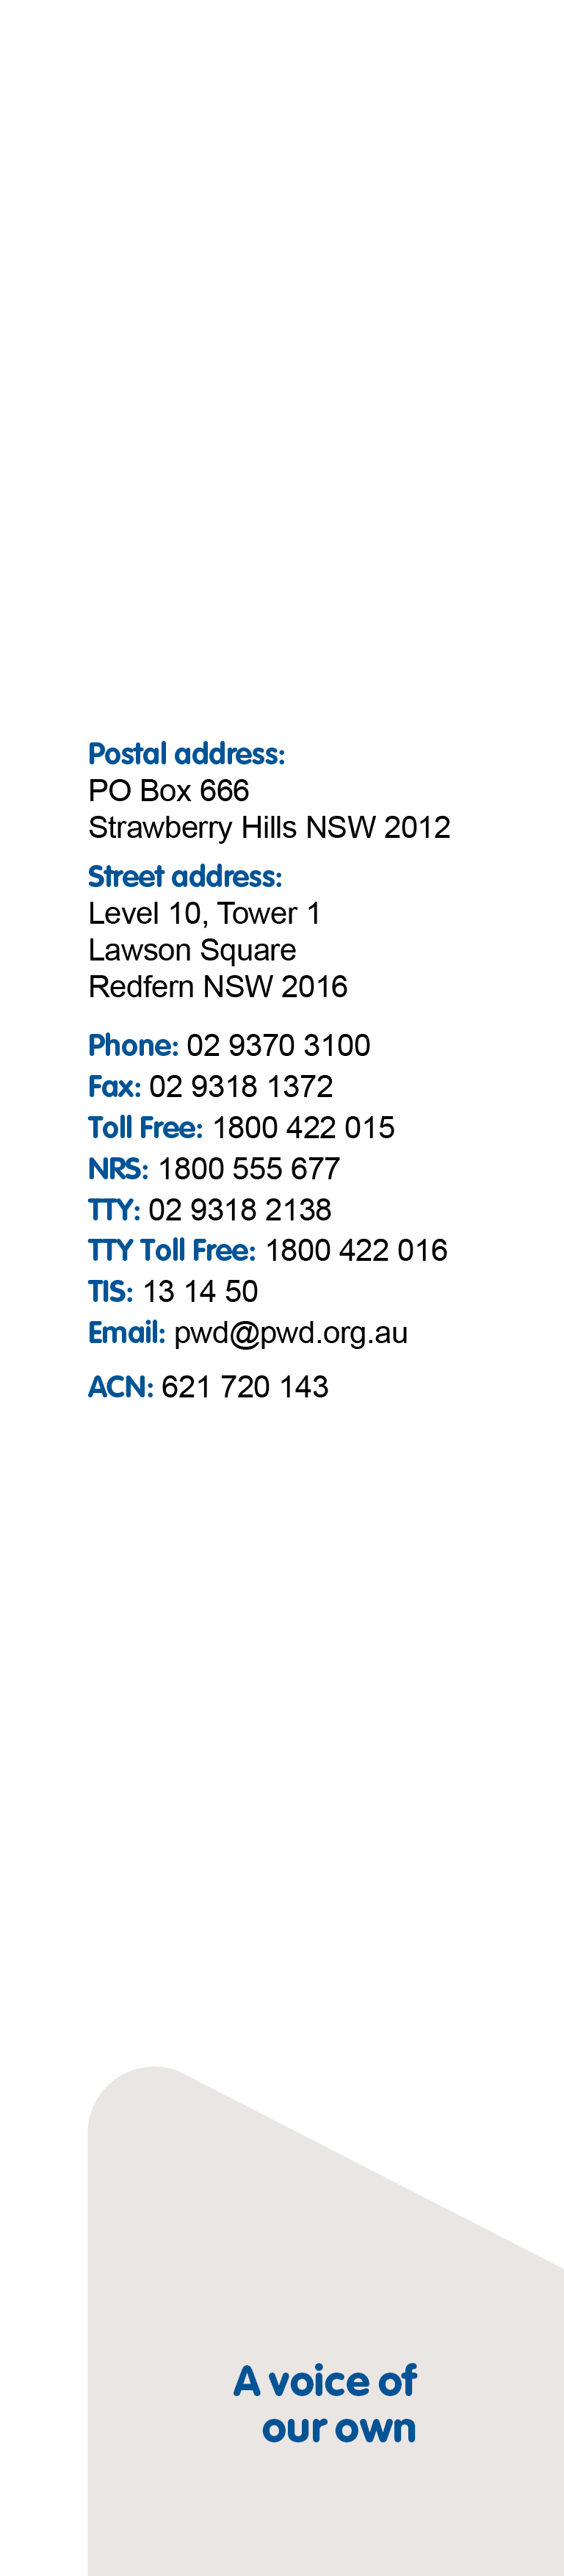 Postal address:
PO Box 666
Strawberry Hills NSW 2012
Street address:
Level 10, Tower 1
Lawson Square
Redfern NSW 2016
Phone: 02 9370 3100
Fax: 02 9318 1372
Toll Free: 1800 422 015
NRS: 1800 555 677
TTY: 02 9318 2138
TTY Toll Free: 1800 422 016
TIS: 13 14 50
Email: pwd@pwd.org.au
ACN: 621 720 143
A voice of
our own